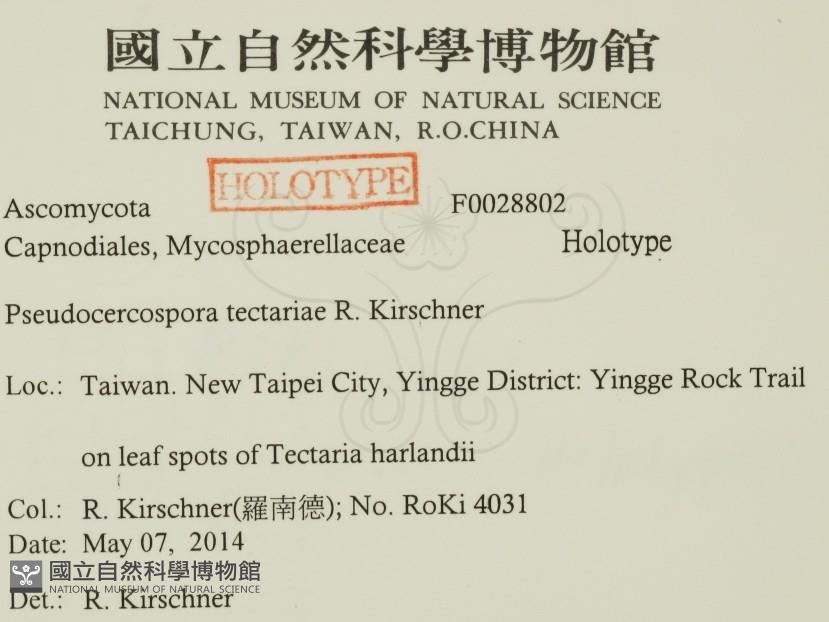 國立自然科學博物館
NATIONAL MUSEUM OF NATURAL SCIENCE
TAICHUNG, TAIWAN, R.O.CHINA
HOLOTYPE
Ascomycota F0028802
Capnodiales, Mycosphaerellaceae Holotype
Pseudocercospora tectariae R. Kirschner
Loc.: Taiwan. New Taipei City, Yingge District: Yingge Rock Trail
on leaf spots of Tectaria harlandii
Col.: R. Kirschner(羅南德); No. RoKi 4031
Date: May 07, 2014
國立自然科學博物館
NATIONAL MUSEUM OF NATURAL SCIENCE
Det.: R. Kirschner